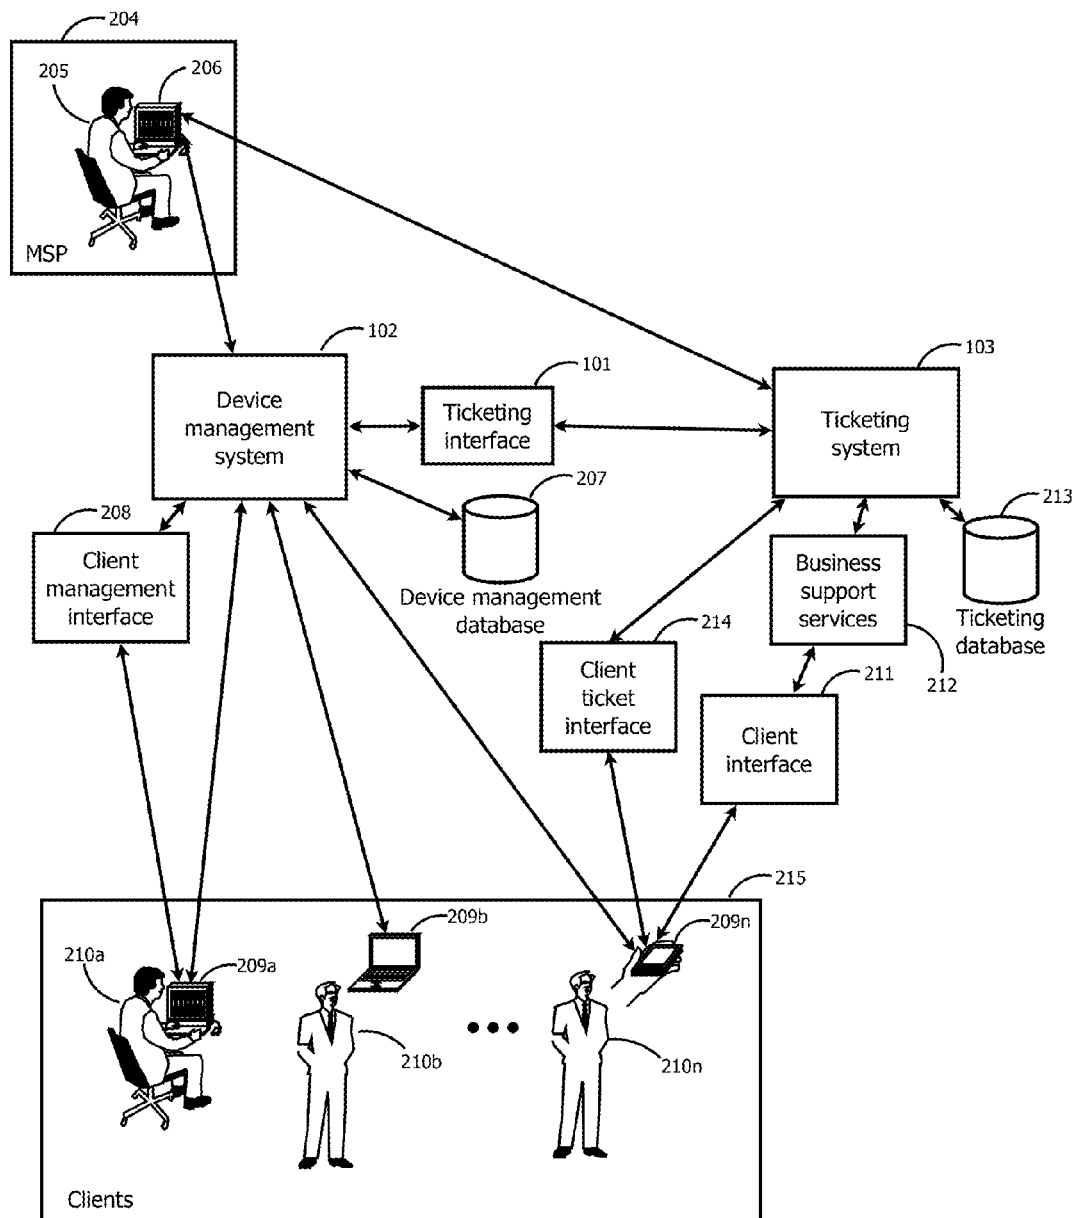 204
205
206
MSP
102
101
103
Device
management
system
Ticketing
interface
Ticketing
system
207
213
208
Client
management
interface
Device management
database
Business
support
services
Ticketing
database
214
212
Client
ticket
interface
211
Client
interface
215
209b
209n
210a
209a
210b
210n
Clients